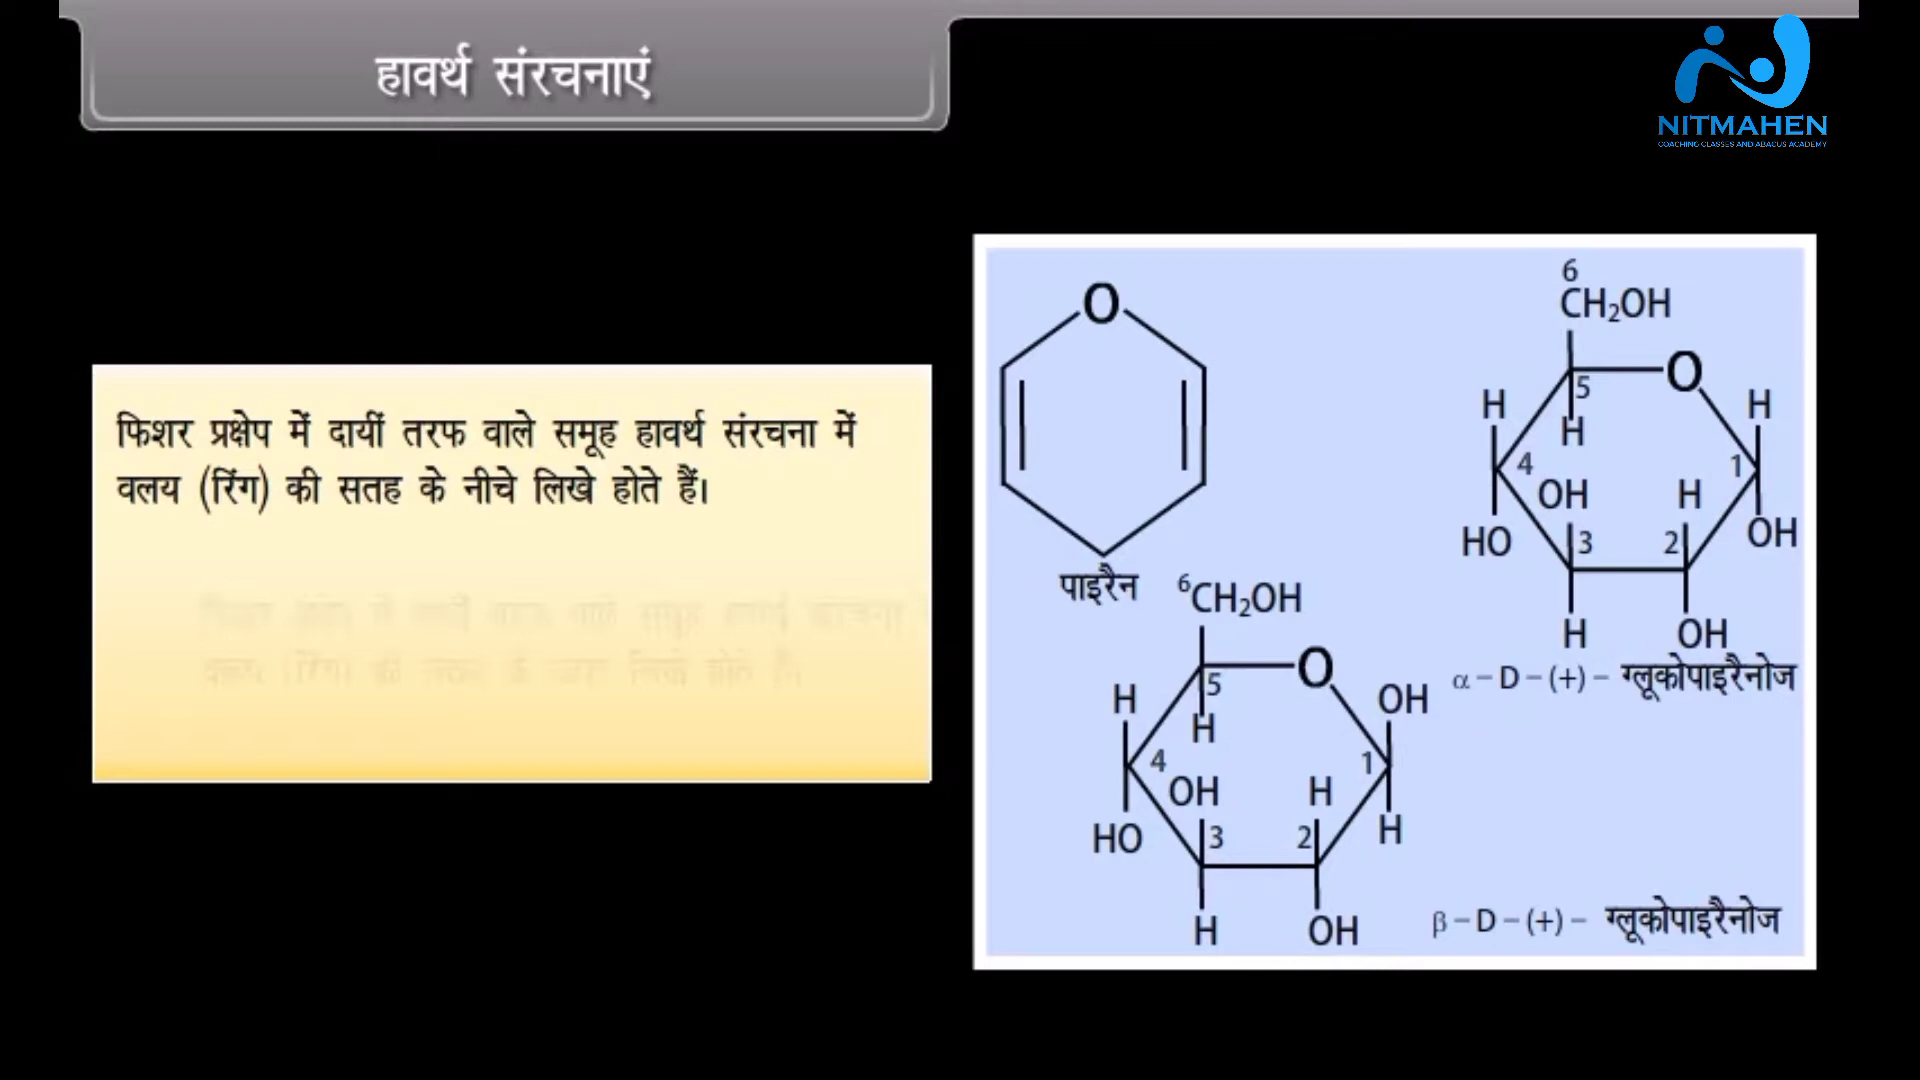 हावर्थ संरचनाएं
NITMAHEN
COACHING CLASSES AND ABACUS ACADEMY
फिशर प्रक्षेप में दायीं तरफ वाले समूह हावर्थ संरचना में
वलय (रिंग) की सतह के नीचे लिखे होते हैं।
O
पाइरैन
6
CH₂OH
5
O
H
H
H
4
1
OH
H
HO
3
2
OH
H
OH
α – D – (+) – ग्लूकोपाइरैनोज
⁶CH₂OH
5
O
H
OH
H
4
1
OH
H
HO
3
2
H
H
OH
β – D – (+) – ग्लूकोपाइरैनोज